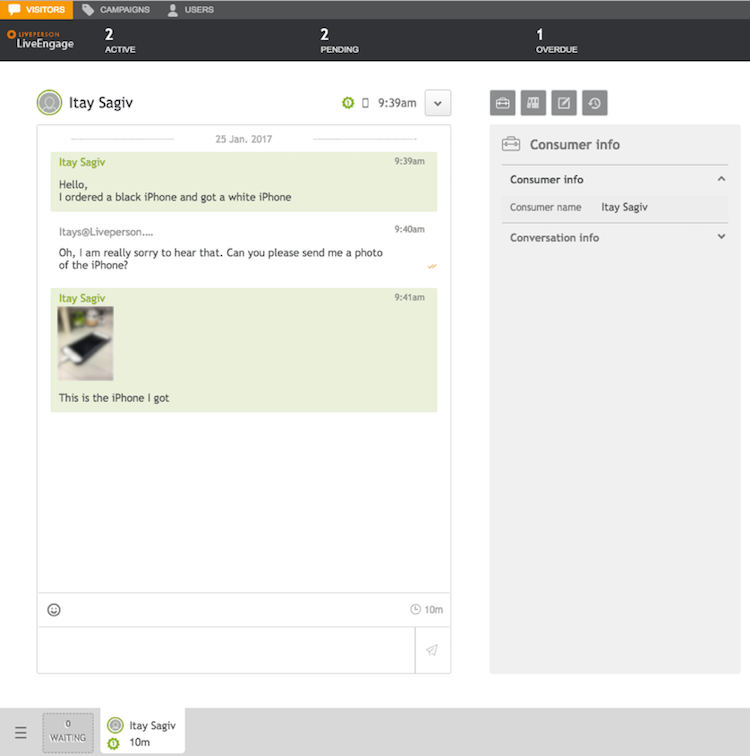 VISITORS CAMPAIGNS USERS
LIVEPERSON
LiveEngage
2
ACTIVE
2
PENDING
1
OVERDUE
Itay Sagiv
9:39am
25 Jan. 2017
Itay Sagiv 9:39am
Hello,
I ordered a black iPhone and got a white iPhone
Itays@Liveperson.... 9:40am
Oh, I am really sorry to hear that. Can you please send me a photo
of the iPhone?
Itay Sagiv 9:41am
This is the iPhone I got
10m
Consumer info
Consumer info
Consumer name Itay Sagiv
Conversation info
0
WAITING
Itay Sagiv
10m